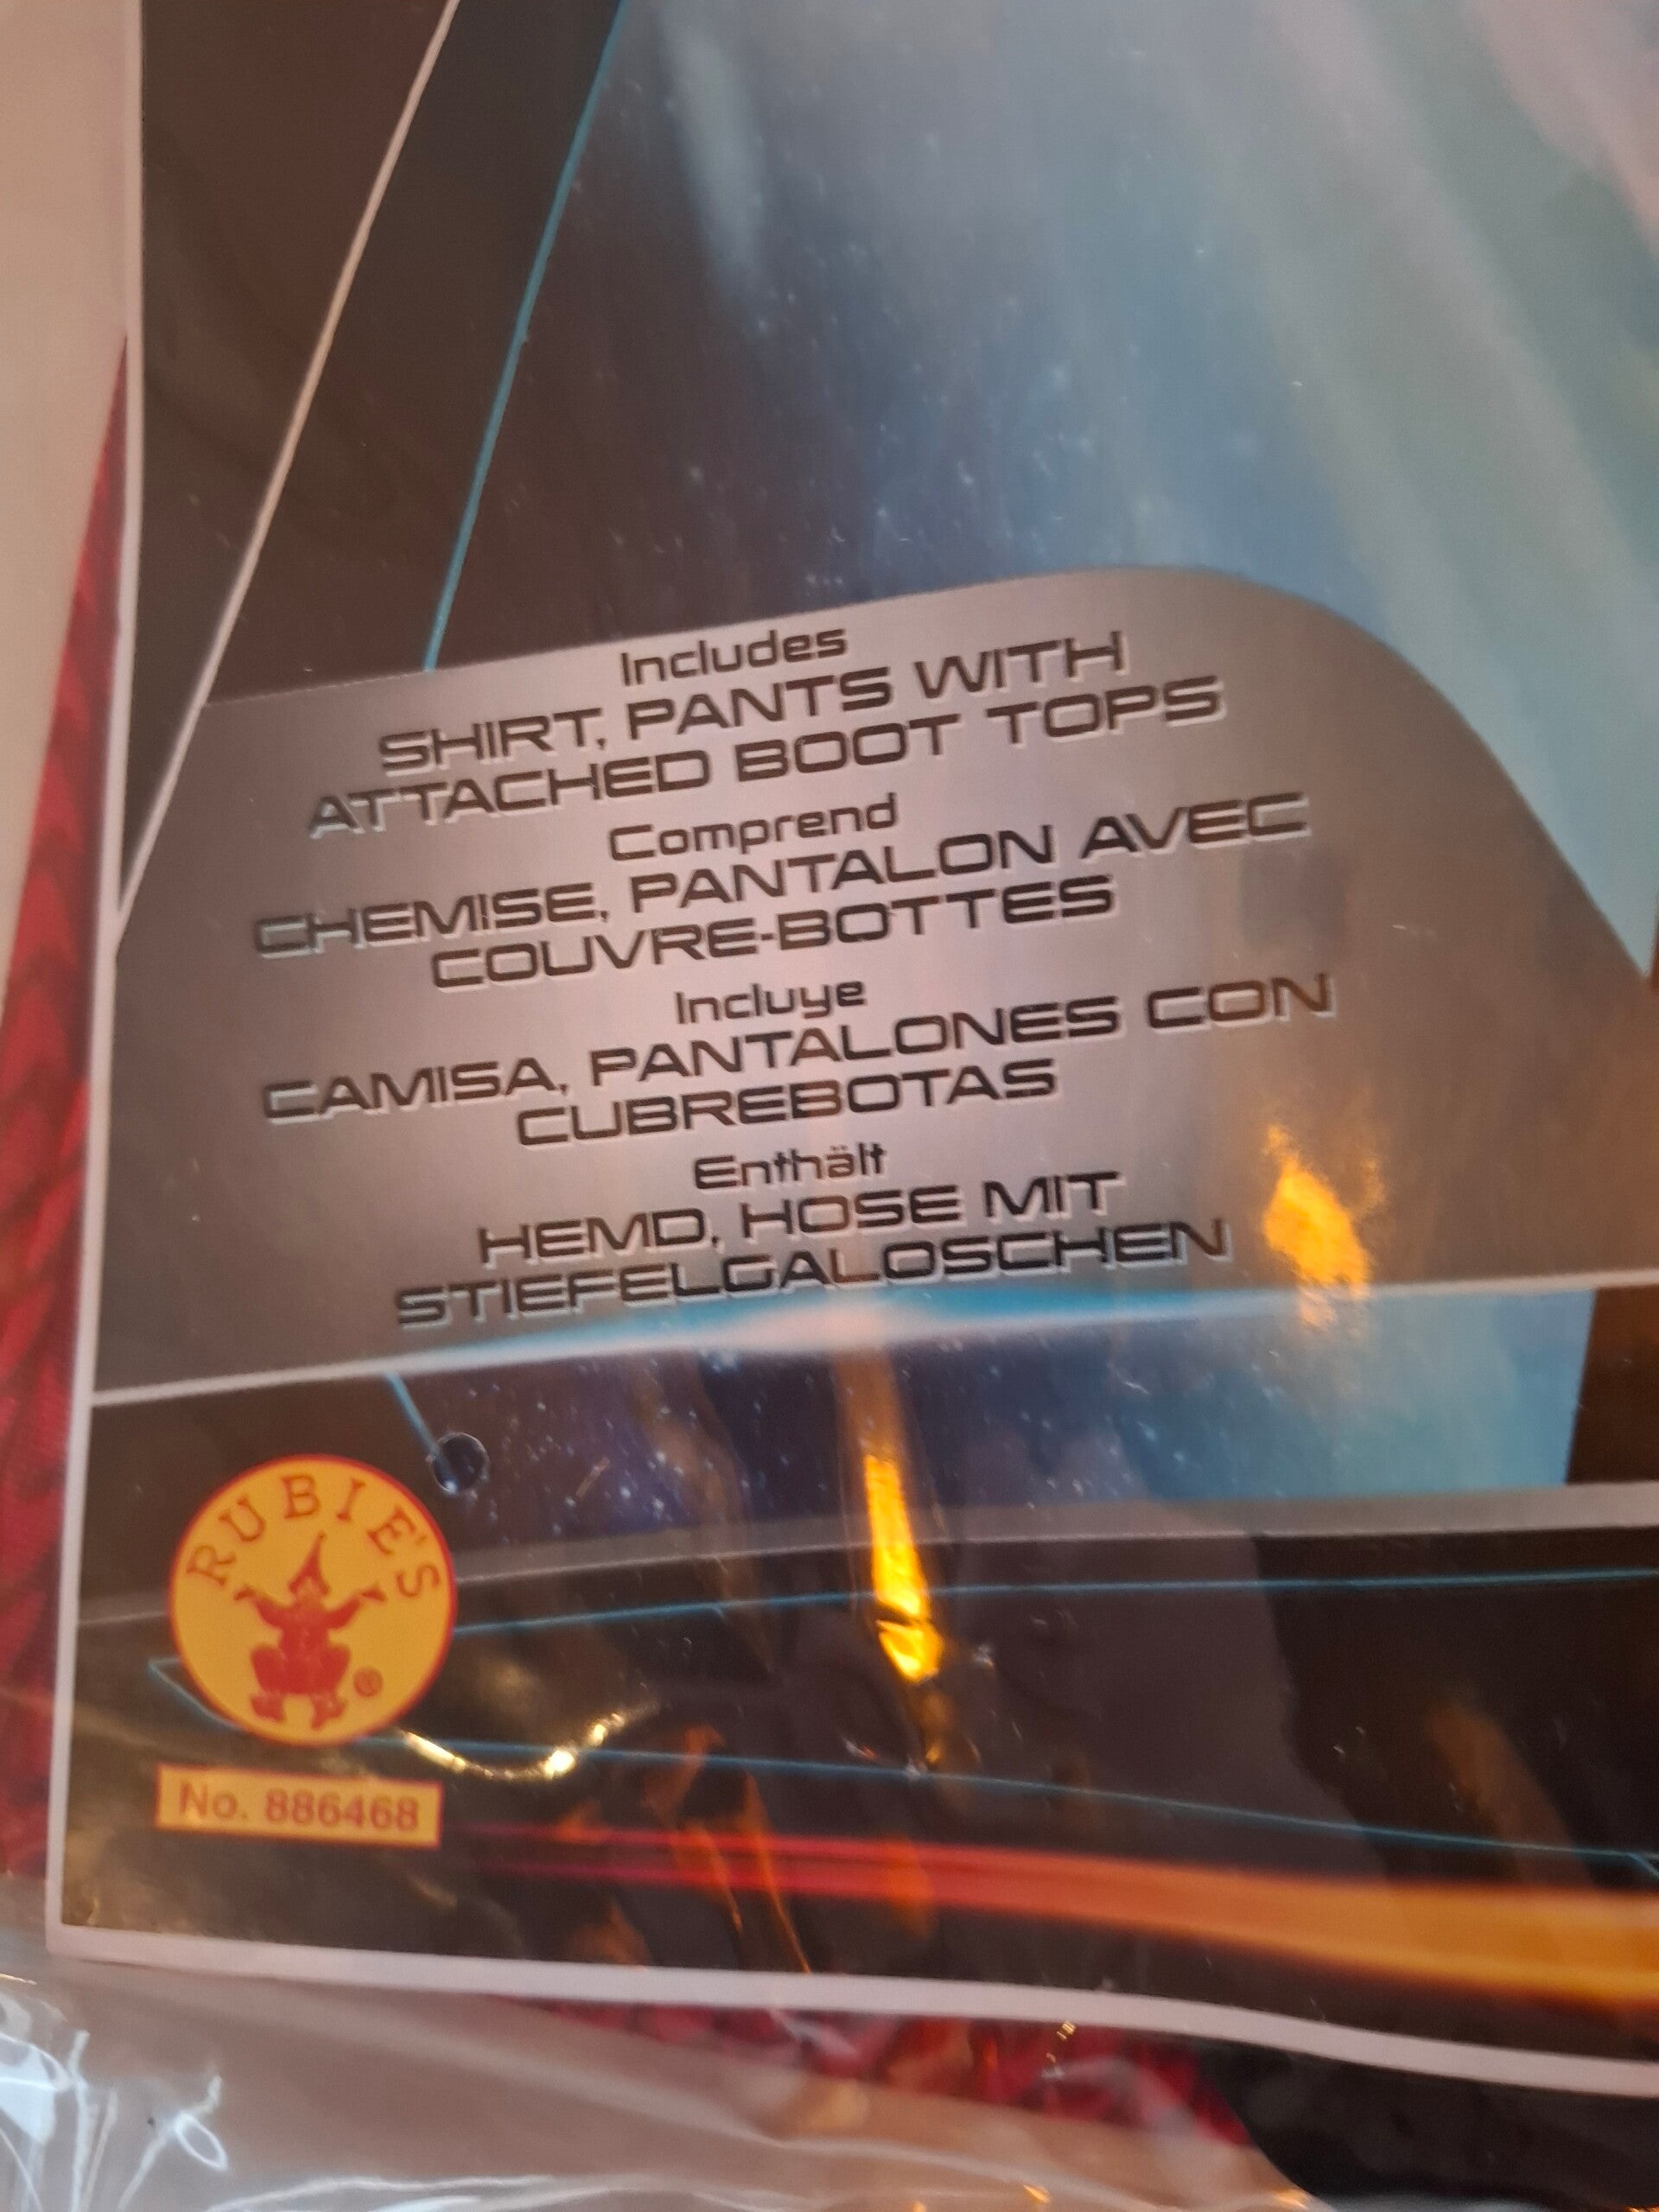 Includes
SHIRT, PANTS WITH
ATTACHED BOOT TOPS
Comprend
CHEMISE, PANTALON AVEC
COUVRE-BOTTES
Incluye
CAMISA, PANTALONES CON
CUBREBOTAS
Enthält
HEMD, HOSE MIT
STIEFELGALOSCHEN
RUBIE'S
®
No. 886468